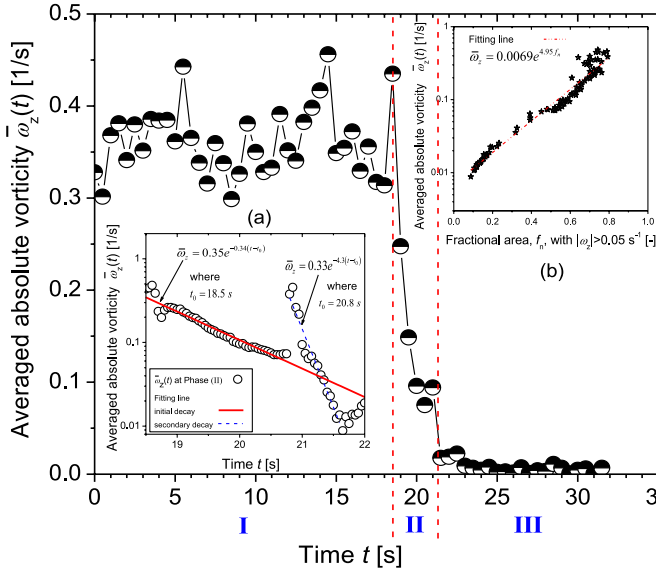 Averaged absolute vorticity ω̅z(t) [1/s]
0.5
0.4
0.3
0.2
0.1
0.0
0 5 10 15 20 25 30 35
I II III
Time t [s]
(a)
Averaged absolute vorticity ω̅z(t) [1/s]
1
0.1
0.01
ω̅z = 0.35e^-0.34(t-t0)
where
t0 = 18.5 s
ω̅z = 0.33e^-4.3(t-t0)
where
t0 = 20.8 s
ω̅z(t) at Phase (II)
Fitting line
initial decay
secondary decay
19 20 21 22
Time t [s]
Averaged absolute vorticity ω̅z(t) [1/s]
1
0.1
0.01
Fitting line
ω̅z = 0.0069e^4.95fn
0.0 0.2 0.4 0.6 0.8 1.0
Fractional area, fn, with |ωz|>0.05 s⁻¹ [-]
(b)